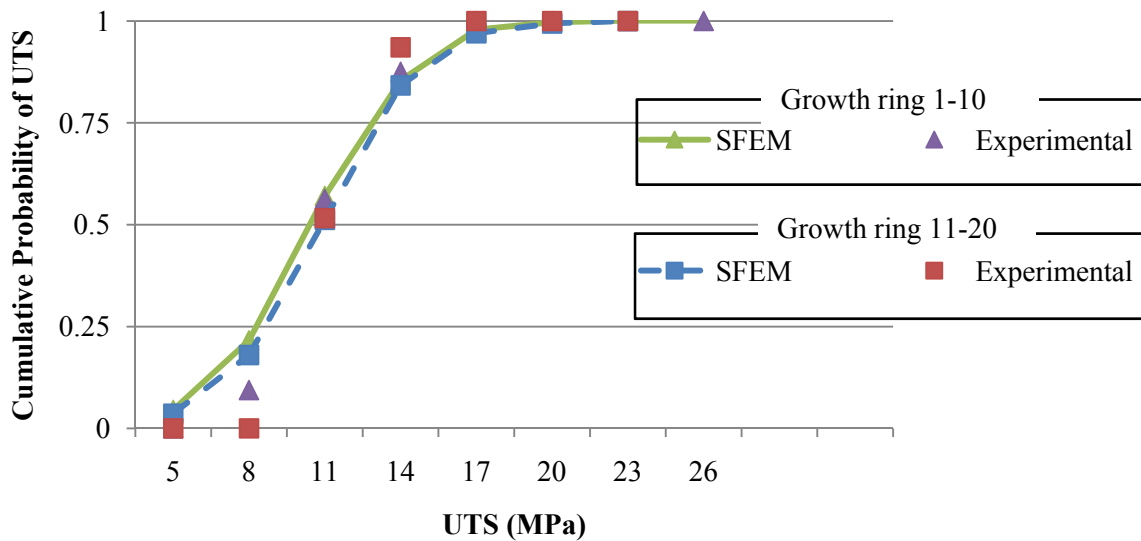 Cumulative Probability of UTS
1
0.75
0.5
0.25
0
5 8 11 14 17 20 23 26
UTS (MPa)
Growth ring 1-10
SFEM Experimental
Growth ring 11-20
SFEM Experimental